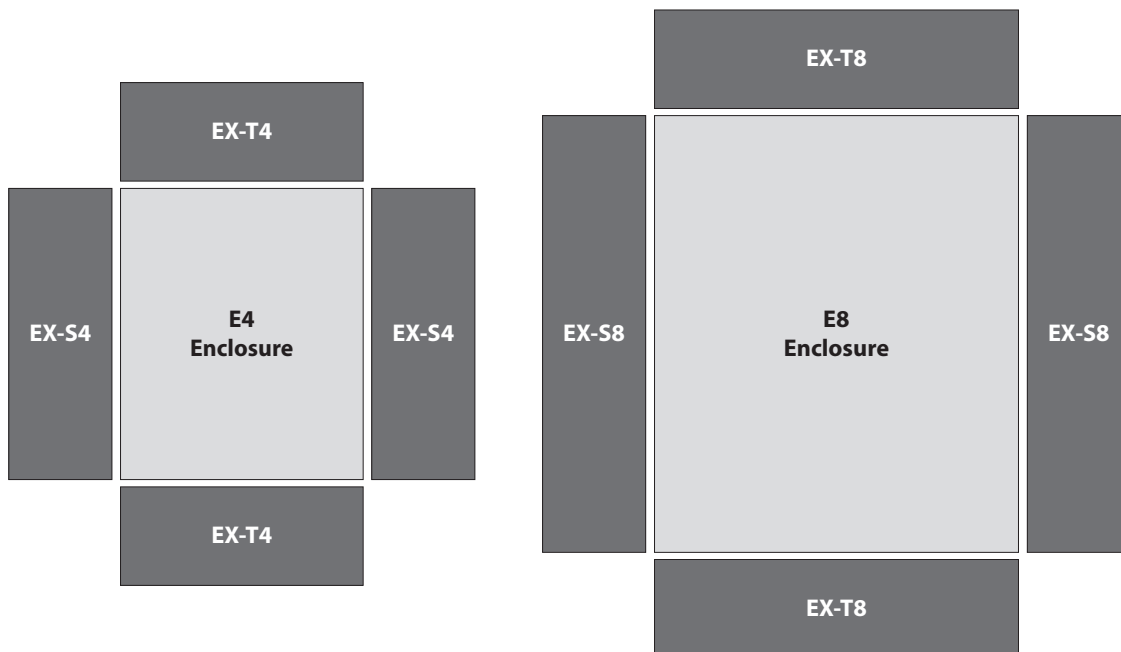 EX-T4
EX-S4
E4
Enclosure
EX-S4
EX-T4
EX-T8
EX-S8
E8
Enclosure
EX-S8
EX-T8